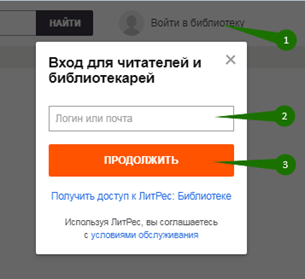 НАЙТИ
Войти в библиотеку
1
Вход для читателей и
библиотекарей
Логин или почта
2
ПРОДОЛЖИТЬ
3
Получить доступ к ЛитРес: Библиотеке
Используя ЛитРес, вы соглашаетесь
с условиями обслуживания